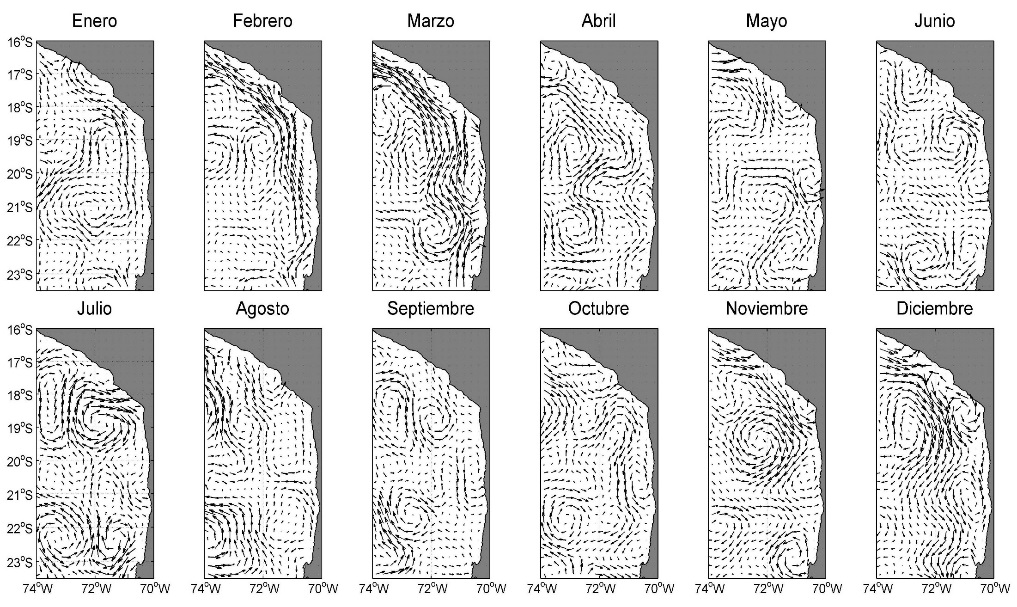 Enero Febrero Marzo Abril Mayo Junio
16°S
17°S
18°S
19°S
20°S
21°S
22°S
23°S
Julio Agosto Septiembre Octubre Noviembre Diciembre
16°S
17°S
18°S
19°S
20°S
21°S
22°S
23°S
74°W 72°W 70°W 74°W 72°W 70°W 74°W 72°W 70°W 74°W 72°W 70°W 74°W 72°W 70°W 74°W 72°W 70°W